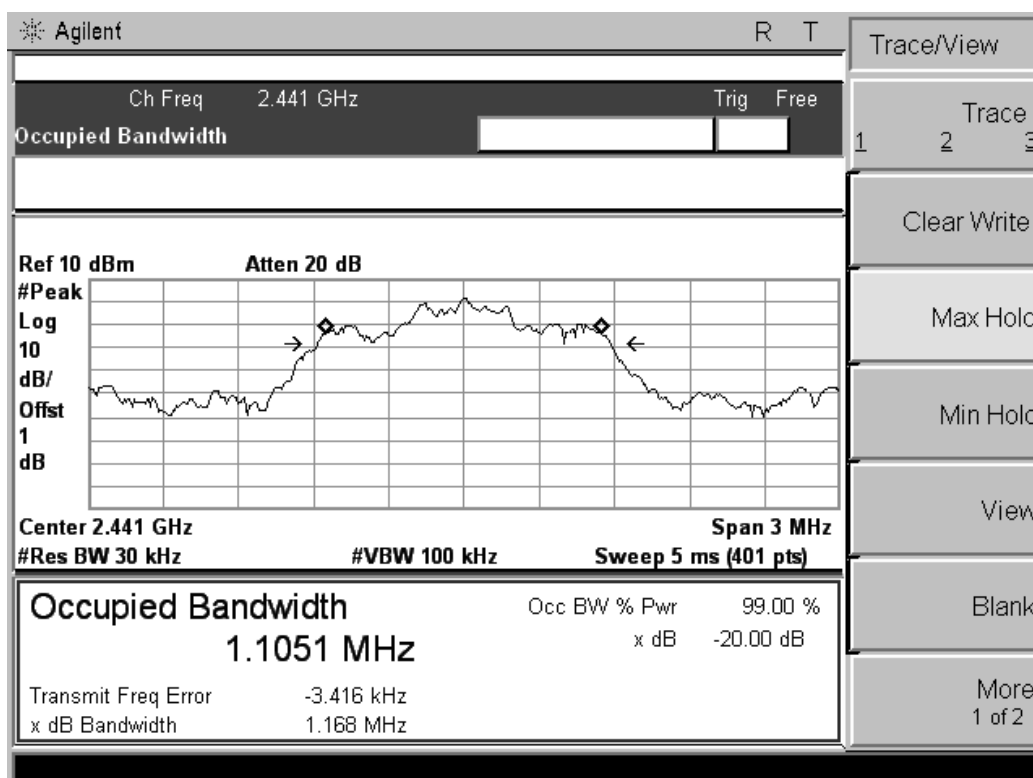 Agilent R T
Ch Freq 2.441 GHz Trig Free
Occupied Bandwidth
Ref 10 dBm Atten 20 dB
#Peak
Log
10
dB/
Offst
1
dB
Center 2.441 GHz Span 3 MHz
#Res BW 30 kHz #VBW 100 kHz Sweep 5 ms (401 pts)
Occupied Bandwidth
1.1051 MHz
Occ BW % Pwr 99.00 %
x dB -20.00 dB
Transmit Freq Error -3.416 kHz
x dB Bandwidth 1.168 MHz
Trace/View
Trace
1 2 3
Clear Write
Max Hold
Min Hold
View
Blank
More
1 of 2